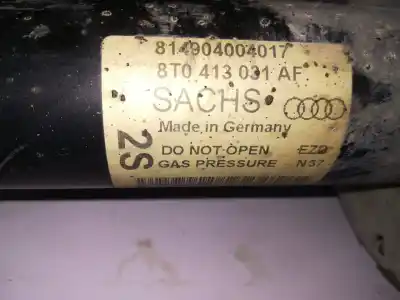 814904004017
8T0 413 031 AF
SACHS
Made in Germany
2S
DO NOT OPEN EZD
GAS PRESSURE N57